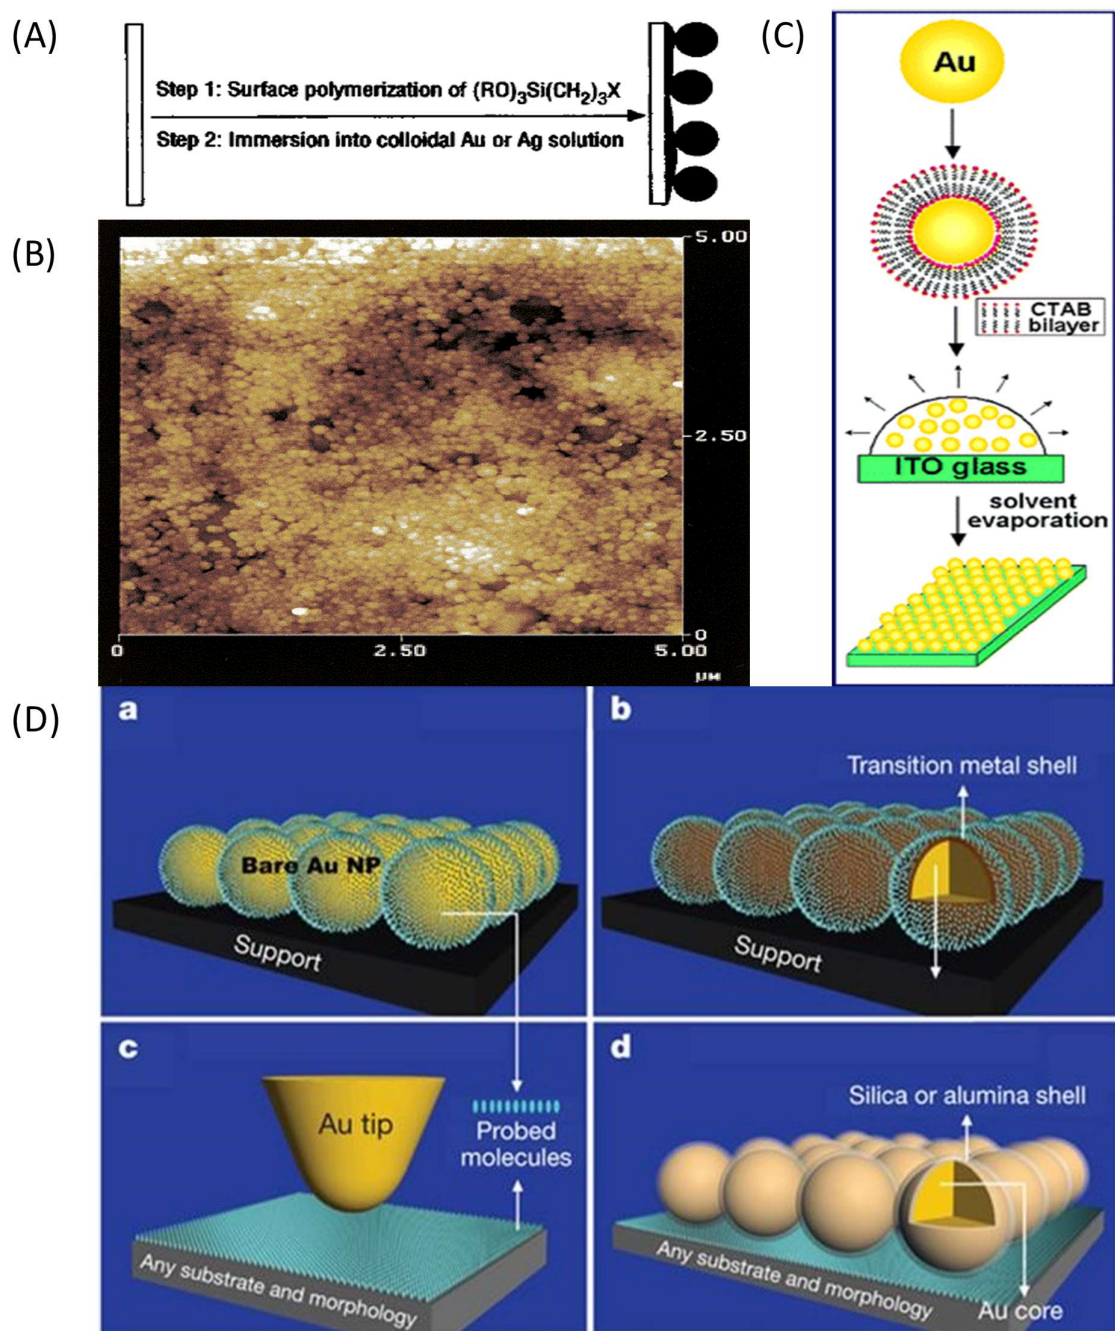 (A)
Step 1: Surface polymerization of (RO)3Si(CH2)3X
Step 2: Immersion into colloidal Au or Ag solution
(B)
5.00
2.50
0
0
2.50
5.00
µM
(C)
Au
CTAB
bilayer
ITO glass
solvent
evaporation
(D)
a
Bare Au NP
Support
b
Transition metal shell
Support
c
Au tip
Probed
molecules
Any substrate and morphology
d
Silica or alumina shell
Any substrate and morphology
Au core